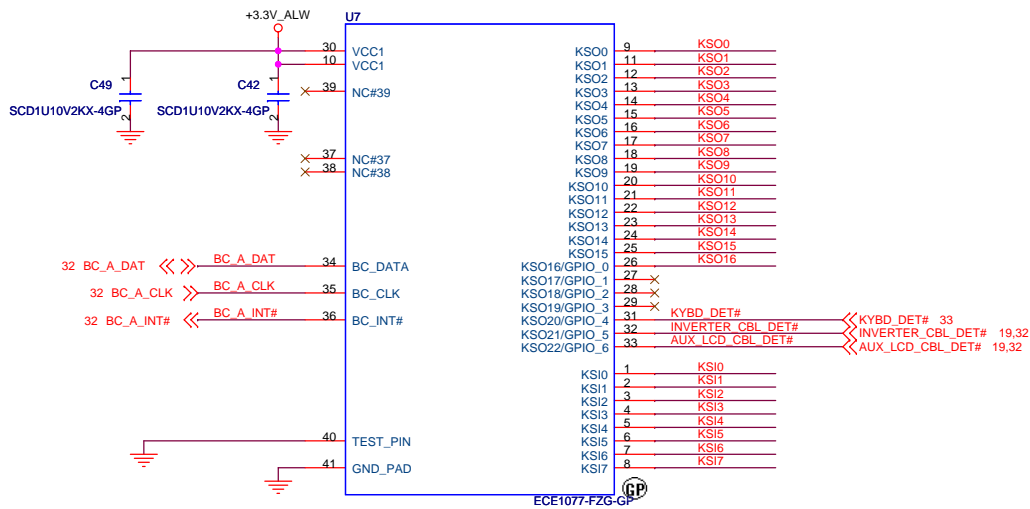 +3.3V_ALW
U7
30 VCC1
10 VCC1
39 NC#39
37 NC#37
38 NC#38
C49
1
2
SCD1U10V2KX-4GP
C42
1
2
SCD1U10V2KX-4GP
32 BC_A_DAT BC_A_DAT 34 BC_DATA
32 BC_A_CLK BC_A_CLK 35 BC_CLK
32 BC_A_INT# BC_A_INT# 36 BC_INT#
40 TEST_PIN
41 GND_PAD
KSO0 9 KSO0
KSO1 11 KSO1
KSO2 12 KSO2
KSO3 13 KSO3
KSO4 14 KSO4
KSO5 15 KSO5
KSO6 16 KSO6
KSO7 17 KSO7
KSO8 18 KSO8
KSO9 19 KSO9
KSO10 20 KSO10
KSO11 21 KSO11
KSO12 22 KSO12
KSO13 23 KSO13
KSO14 24 KSO14
KSO15 25 KSO15
KSO16/GPIO_0 26 KSO16
KSO17/GPIO_1 27
KSO18/GPIO_2 28
KSO19/GPIO_3 29
KSO20/GPIO_4 31 KYBD_DET# KYBD_DET# 33
KSO21/GPIO_5 32 INVERTER_CBL_DET# INVERTER_CBL_DET# 19,32
KSO22/GPIO_6 33 AUX_LCD_CBL_DET# AUX_LCD_CBL_DET# 19,32
KSI0 1 KSI0
KSI1 2 KSI1
KSI2 3 KSI2
KSI3 4 KSI3
KSI4 5 KSI4
KSI5 6 KSI5
KSI6 7 KSI6
KSI7 8 KSI7
ECE1077-FZG-GP
GP